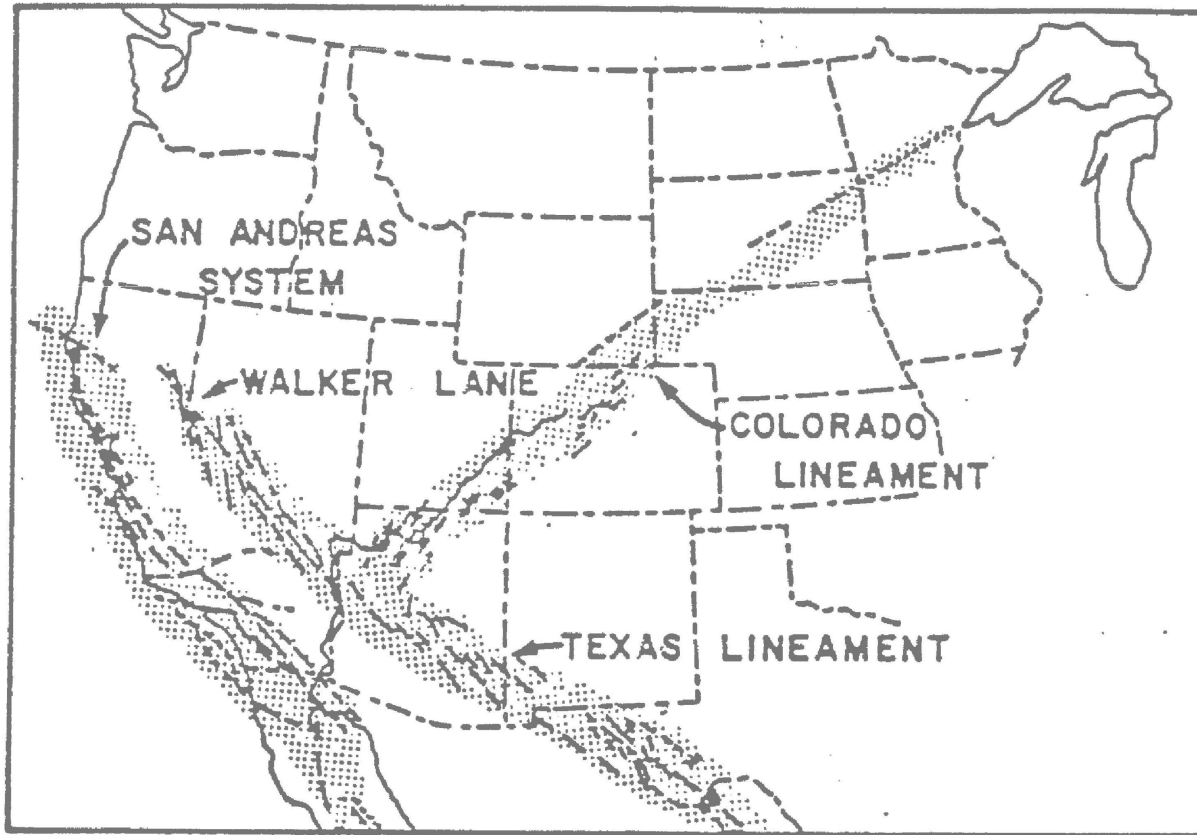 SAN ANDREAS
SYSTEM
WALKER LANE
COLORADO
LINEAMENT
TEXAS LINEAMENT